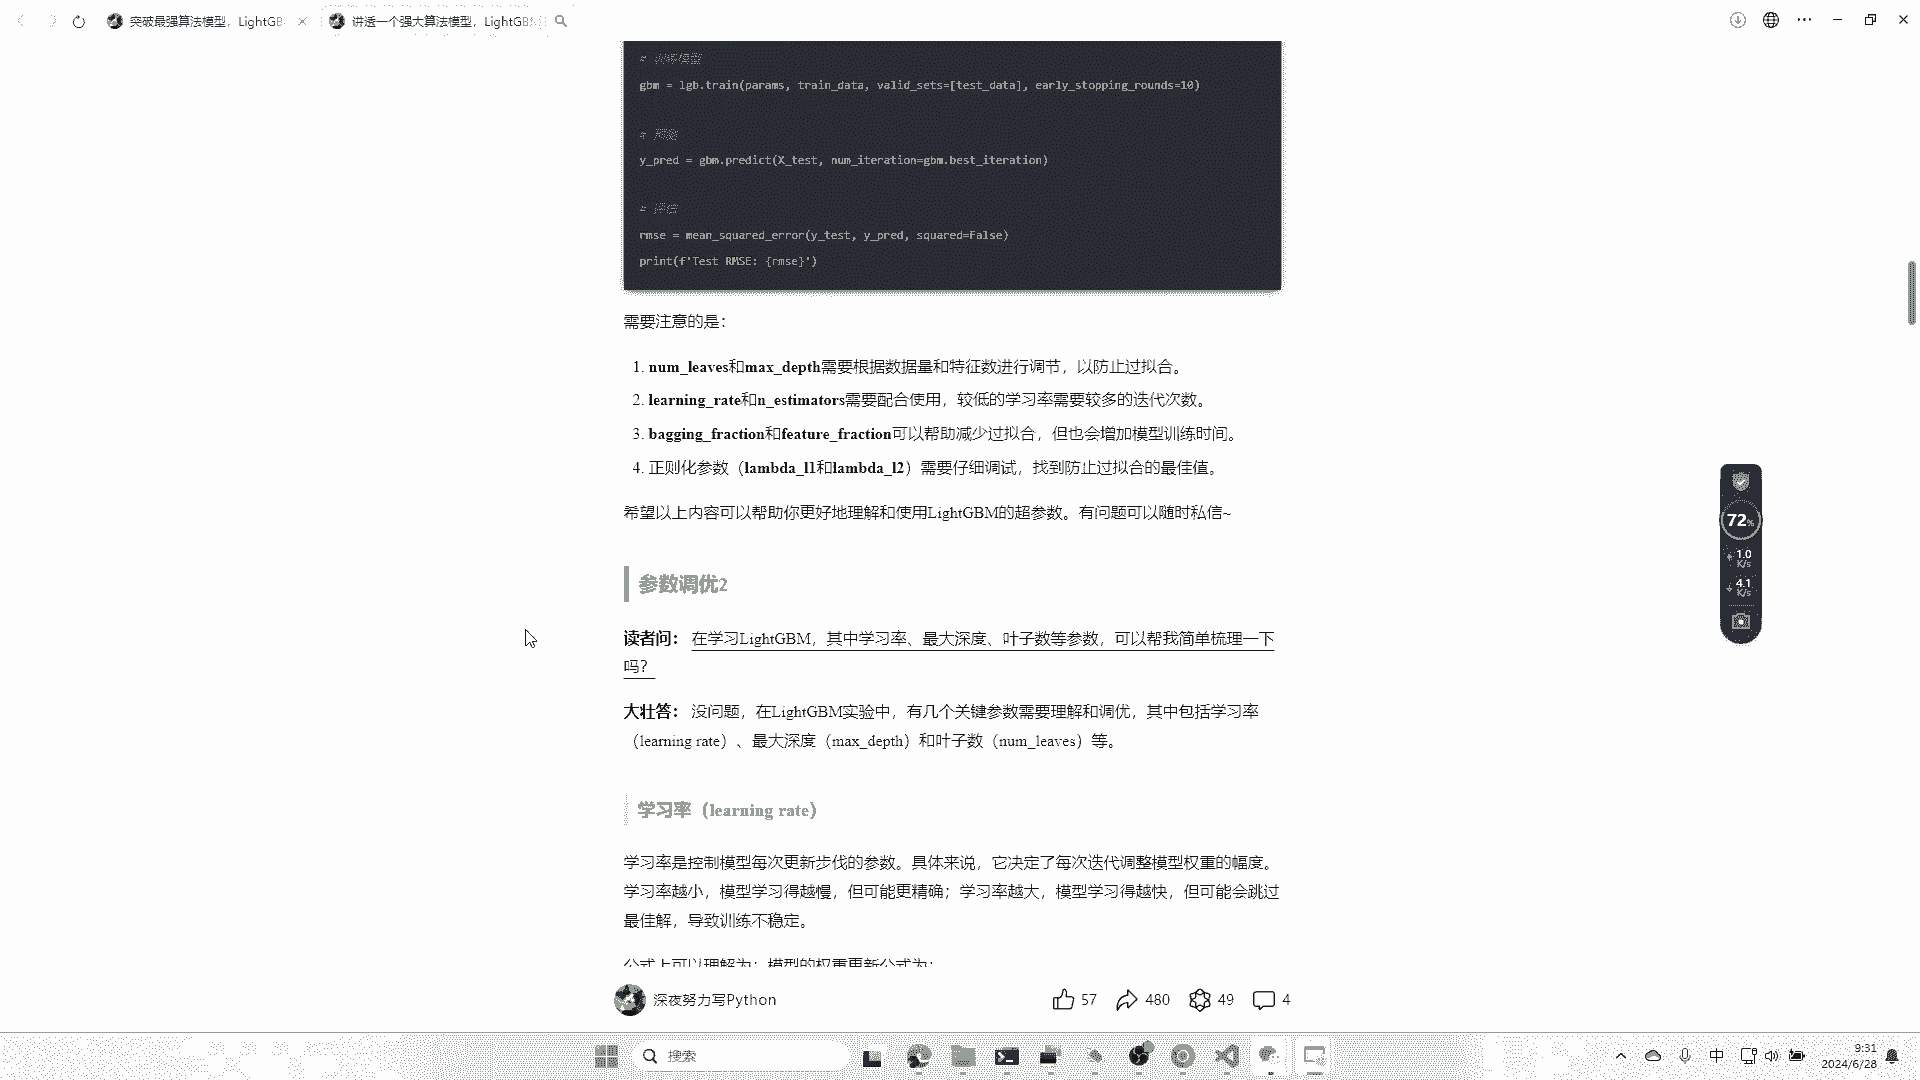 突破最强算法模型，LightGB
讲透一个强大算法模型，LightGBM
# 训练模型
gbm = lgb.train(params, train_data, valid_sets=[test_data], early_stopping_rounds=10)
# 预测
y_pred = gbm.predict(X_test, num_iteration=gbm.best_iteration)
# 评估
rmse = mean_squared_error(y_test, y_pred, squared=False)
print(f'Test RMSE: {rmse}')
需要注意的是：
1. num_leaves和max_depth需要根据数据量和特征数进行调节，以防止过拟合。
2. learning_rate和n_estimators需要配合使用，较低的学习率需要较多的迭代次数。
3. bagging_fraction和feature_fraction可以帮助减少过拟合，但也会增加模型训练时间。
4. 正则化参数（lambda_l1和lambda_l2）需要仔细调试，找到防止过拟合的最佳值。
希望以上内容可以帮助你更好地理解和使用LightGBM的超参数。有问题可以随时私信~
参数调优2
读者问： 在学习LightGBM，其中学习率、最大深度、叶子数等参数，可以帮我简单梳理一下
吗？
大壮答： 没问题，在LightGBM实验中，有几个关键参数需要理解和调优，其中包括学习率
（learning rate）、最大深度（max_depth）和叶子数（num_leaves）等。
学习率（learning rate）
学习率是控制模型每次更新步伐的参数。具体来说，它决定了每次迭代调整模型权重的幅度。
学习率越小，模型学习得越慢，但可能更精确；学习率越大，模型学习得越快，但可能会跳过
最佳解，导致训练不稳定。
公式上可以理解为：模型的权重更新公式为：
深夜努力写Python
57 480 49 4
72%
1.0
K/s
4.1
K/s
搜索
中
9:31
2024/6/28